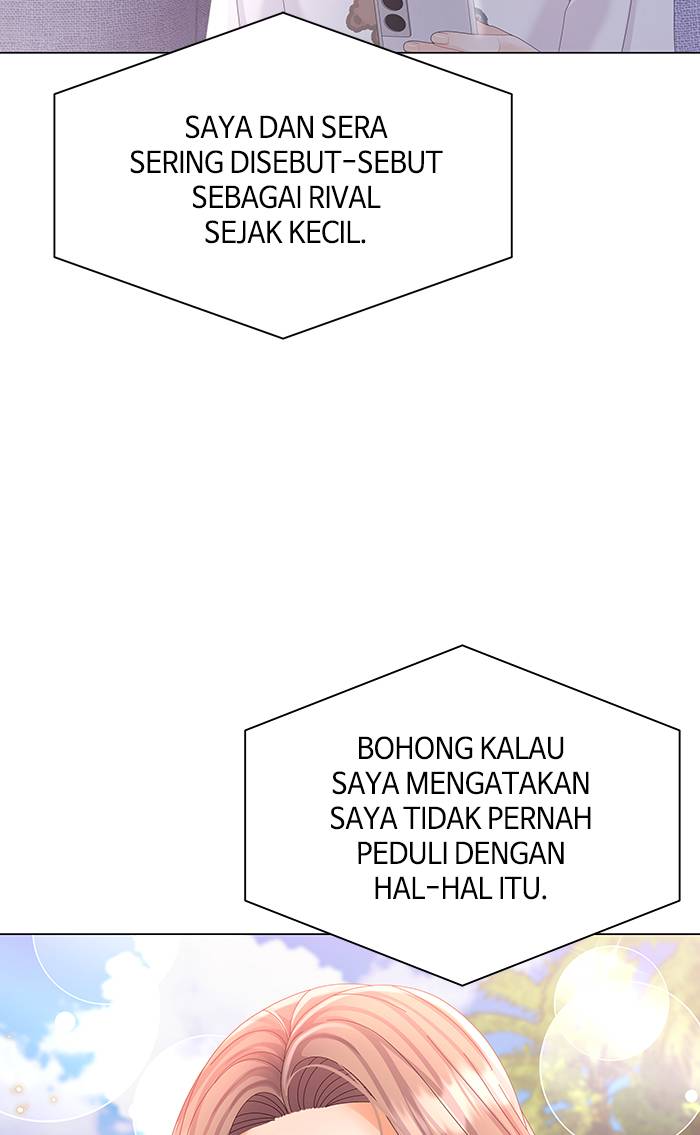 SAYA DAN SERA
SERING DISEBUT-SEBUT
SEBAGAI RIVAL
SEJAK KECIL.
BOHONG KALAU
SAYA MENGATAKAN
SAYA TIDAK PERNAH
PEDULI DENGAN
HAL-HAL ITU.